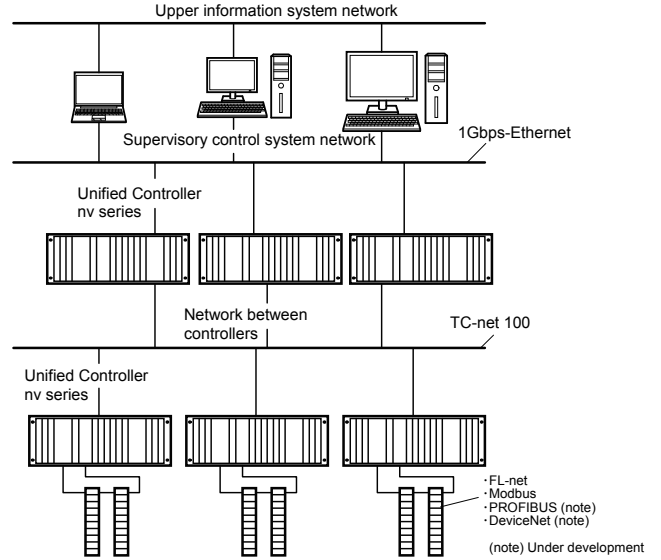 Upper information system network
Supervisory control system network
1Gbps-Ethernet
Unified Controller
nv series
Network between
controllers
TC-net 100
Unified Controller
nv series
・FL-net
・Modbus
・PROFIBUS (note)
・DeviceNet (note)
(note) Under development